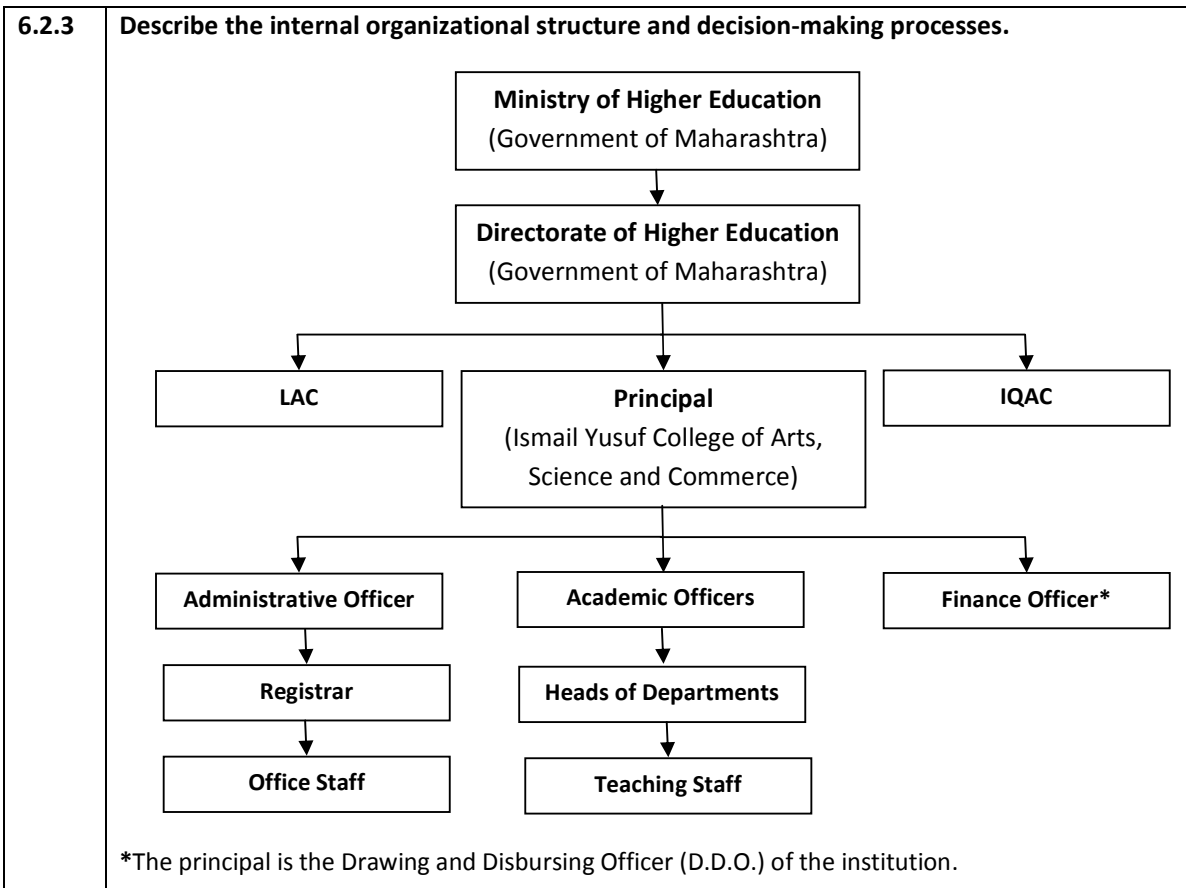 6.2.3
Describe the internal organizational structure and decision-making processes.
Ministry of Higher Education
(Government of Maharashtra)
Directorate of Higher Education
(Government of Maharashtra)
LAC
Principal
(Ismail Yusuf College of Arts,
Science and Commerce)
IQAC
Administrative Officer
Academic Officers
Finance Officer*
Registrar
Heads of Departments
Office Staff
Teaching Staff
*The principal is the Drawing and Disbursing Officer (D.D.O.) of the institution.